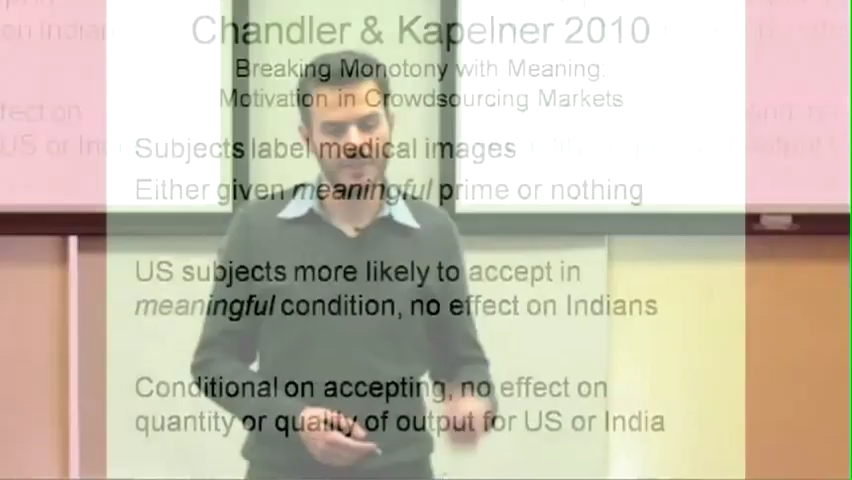 Chandler & Kapelner 2010
Breaking Monotony with Meaning:
Motivation in Crowdsourcing Markets
Subjects label medical images
Either given meaningful prime or nothing
US subjects more likely to accept in
meaningful condition, no effect on Indians
Conditional on accepting, no effect on
quantity or quality of output for US or India